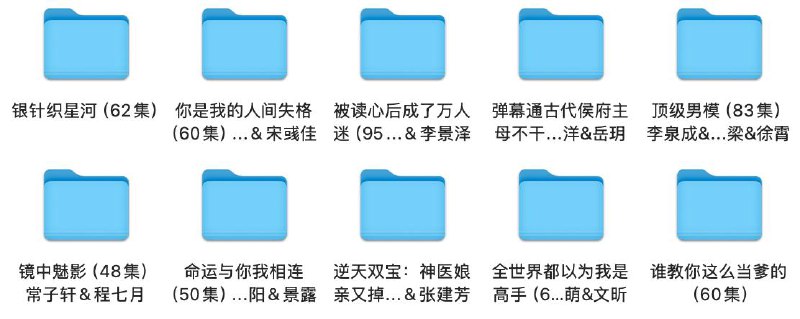 银针织星河（62集）
你是我的人间失格
（60集）...& 宋彧佳
被读心后成了万人
迷（95...& 李景泽
弹幕通古代侯府主
母不干...洋&岳玥
顶级男模（83集）
李泉成&...梁&徐霄
镜中魅影（48集）
常子轩&程七月
命运与你我相连
（50集）...阳& 景露
逆天双宝：神医娘
亲又掉...& 张建芳
全世界都以为我是
高手（6...萌&文昕
谁教你这么当爹的
（60集）